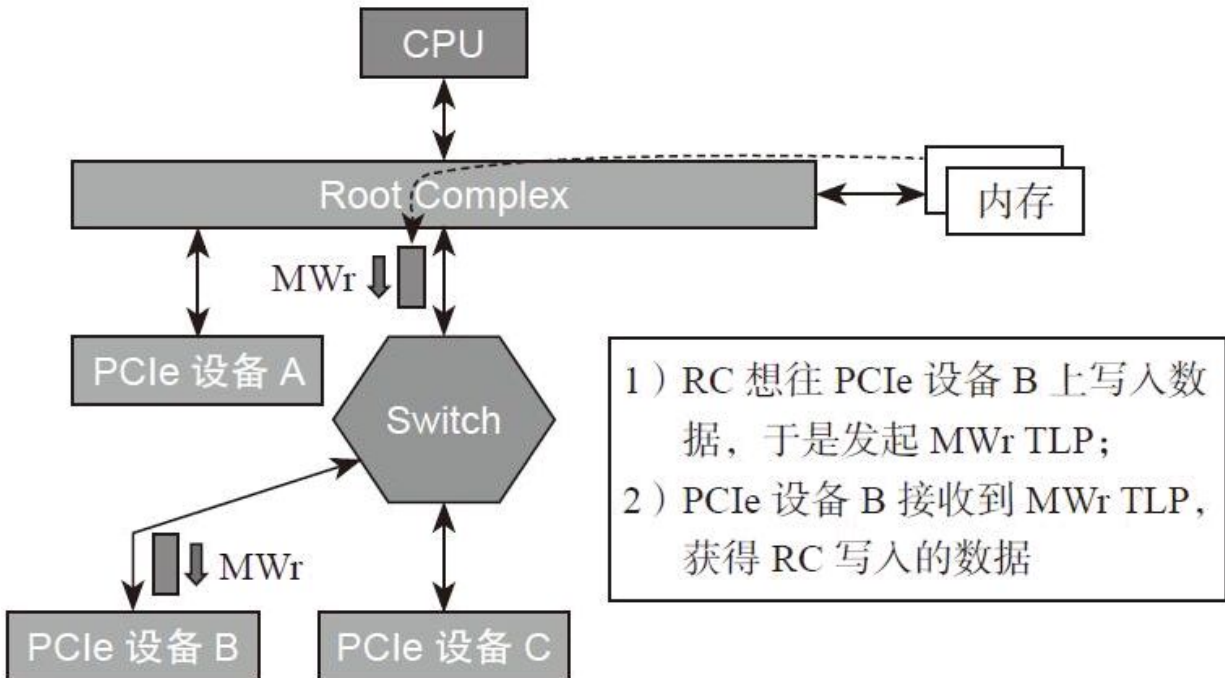 CPU
Root Complex
内存
MWr
PCIe 设备 A
Switch
1）RC 想往 PCIe 设备 B 上写入数
据，于是发起 MWr TLP；
2）PCIe 设备 B 接收到 MWr TLP，
获得 RC 写入的数据
MWr
PCIe 设备 B
PCIe 设备 C